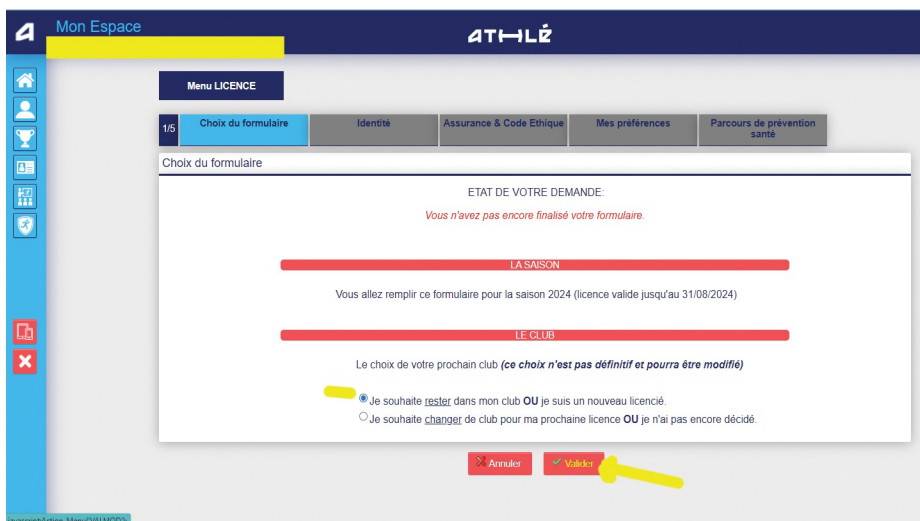 Mon Espace
ATHLÉ
Menu LICENCE
1/5
Choix du formulaire
Identité
Assurance & Code Ethique
Mes préférences
Parcours de prévention
santé
Choix du formulaire
ETAT DE VOTRE DEMANDE:
Vous n'avez pas encore finalisé votre formulaire.
LA SAISON
Vous allez remplir ce formulaire pour la saison 2024 (licence valide jusqu'au 31/08/2024)
LE CLUB
Le choix de votre prochain club (ce choix n'est pas définitif et pourra être modifié)
Je souhaite rester dans mon club OU je suis un nouveau licencié.
Je souhaite changer de club pour ma prochaine licence OU je n'ai pas encore décidé.
Annuler
Valider